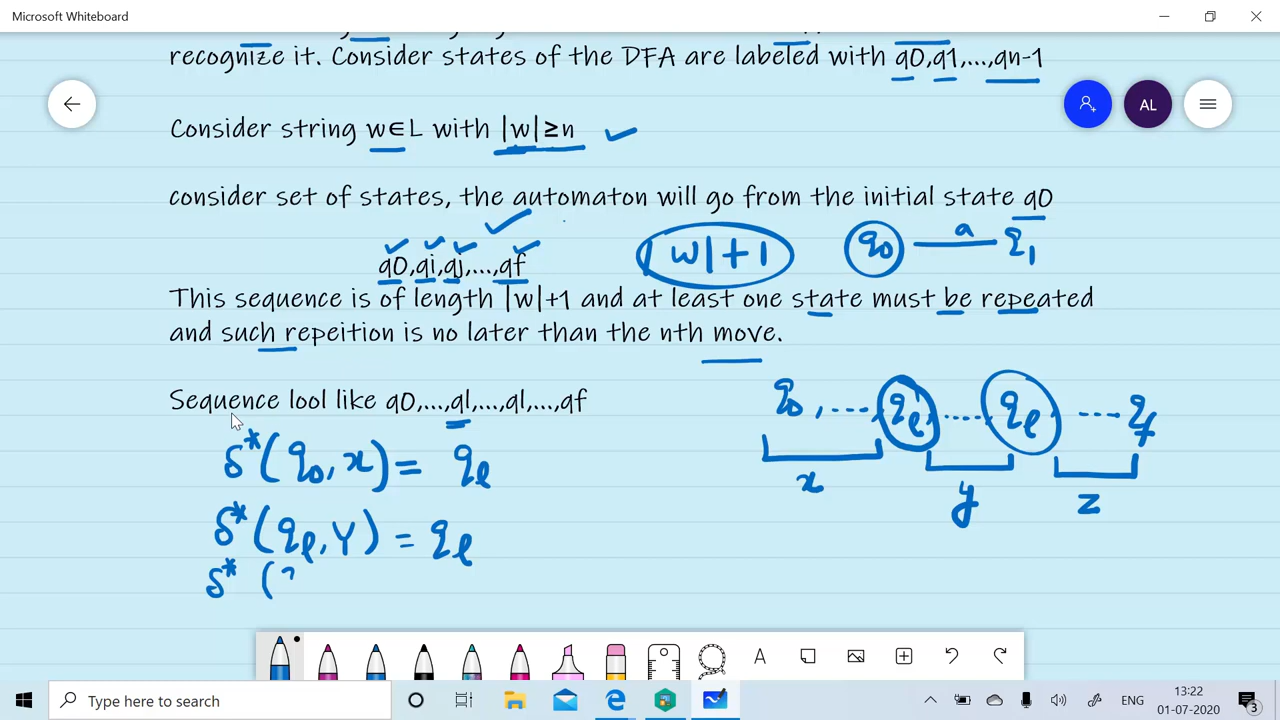 Microsoft Whiteboard
recognize it. Consider states of the DFA are labeled with q0,q1,...,qn-1
AL
Consider string w∈L with |w|≥n
consider set of states, the automaton will go from the initial state q0
q0,qi,qj,...,qf |w|+1 q0 a q1
This sequence is of length |w|+1 and at least one state must be repeated
and such repeition is no later than the nth move.
Sequence lool like q0,...,ql,...,ql,...,qf
q0, .... qℓ ..... qℓ .... qf
x y z
δ*(q0, x) = qℓ
δ*(qℓ, Y) = qℓ
δ* (
A
Type here to search
ENG
13:22
01-07-2020
3